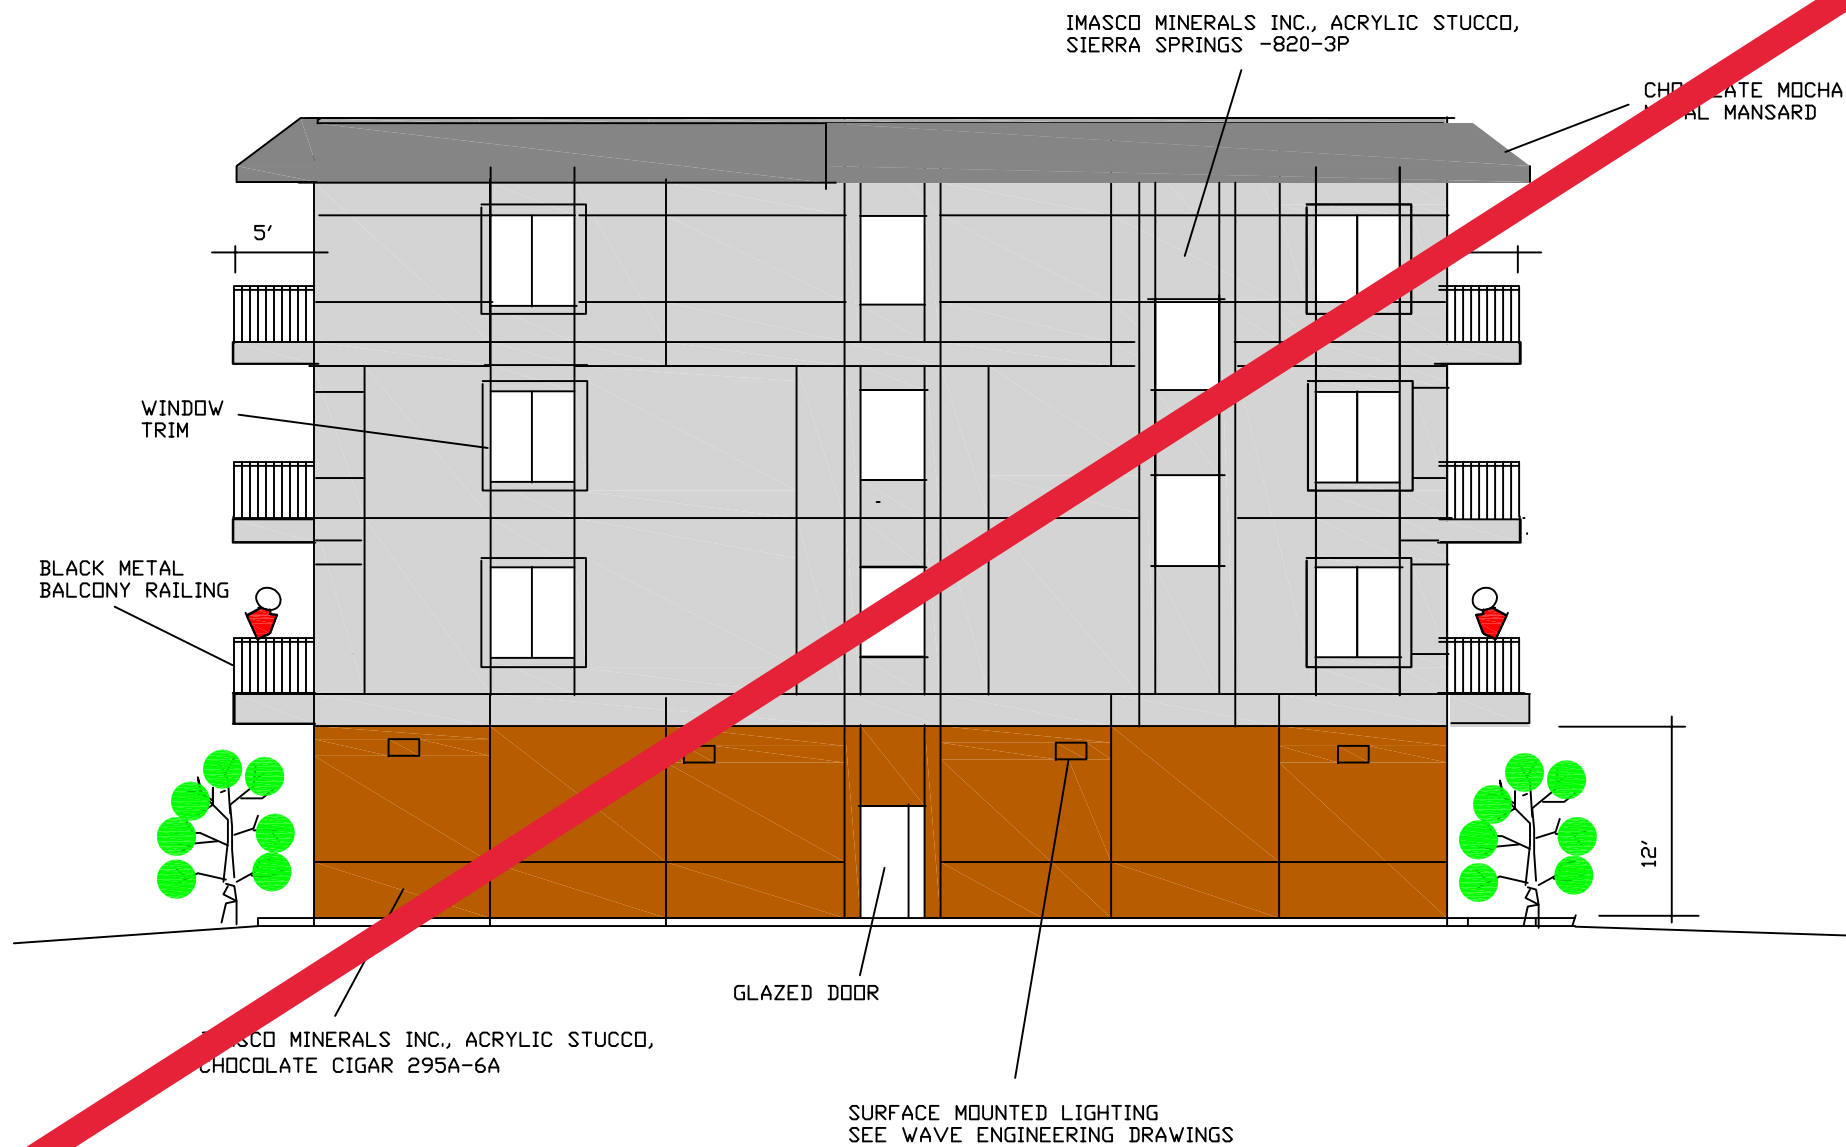 IMASCO MINERALS INC., ACRYLIC STUCCO,
SIERRA SPRINGS -820-3P
MOCHA
MANSARD
5'
WINDOW
TRIM
BLACK METAL
BALCONY RAILING
12'
GLAZED DOOR
MINERALS INC., ACRYLIC STUCCO,
CHOCOLATE CIGAR 295A-6A
SURFACE MOUNTED LIGHTING
SEE WAVE ENGINEERING DRAWINGS